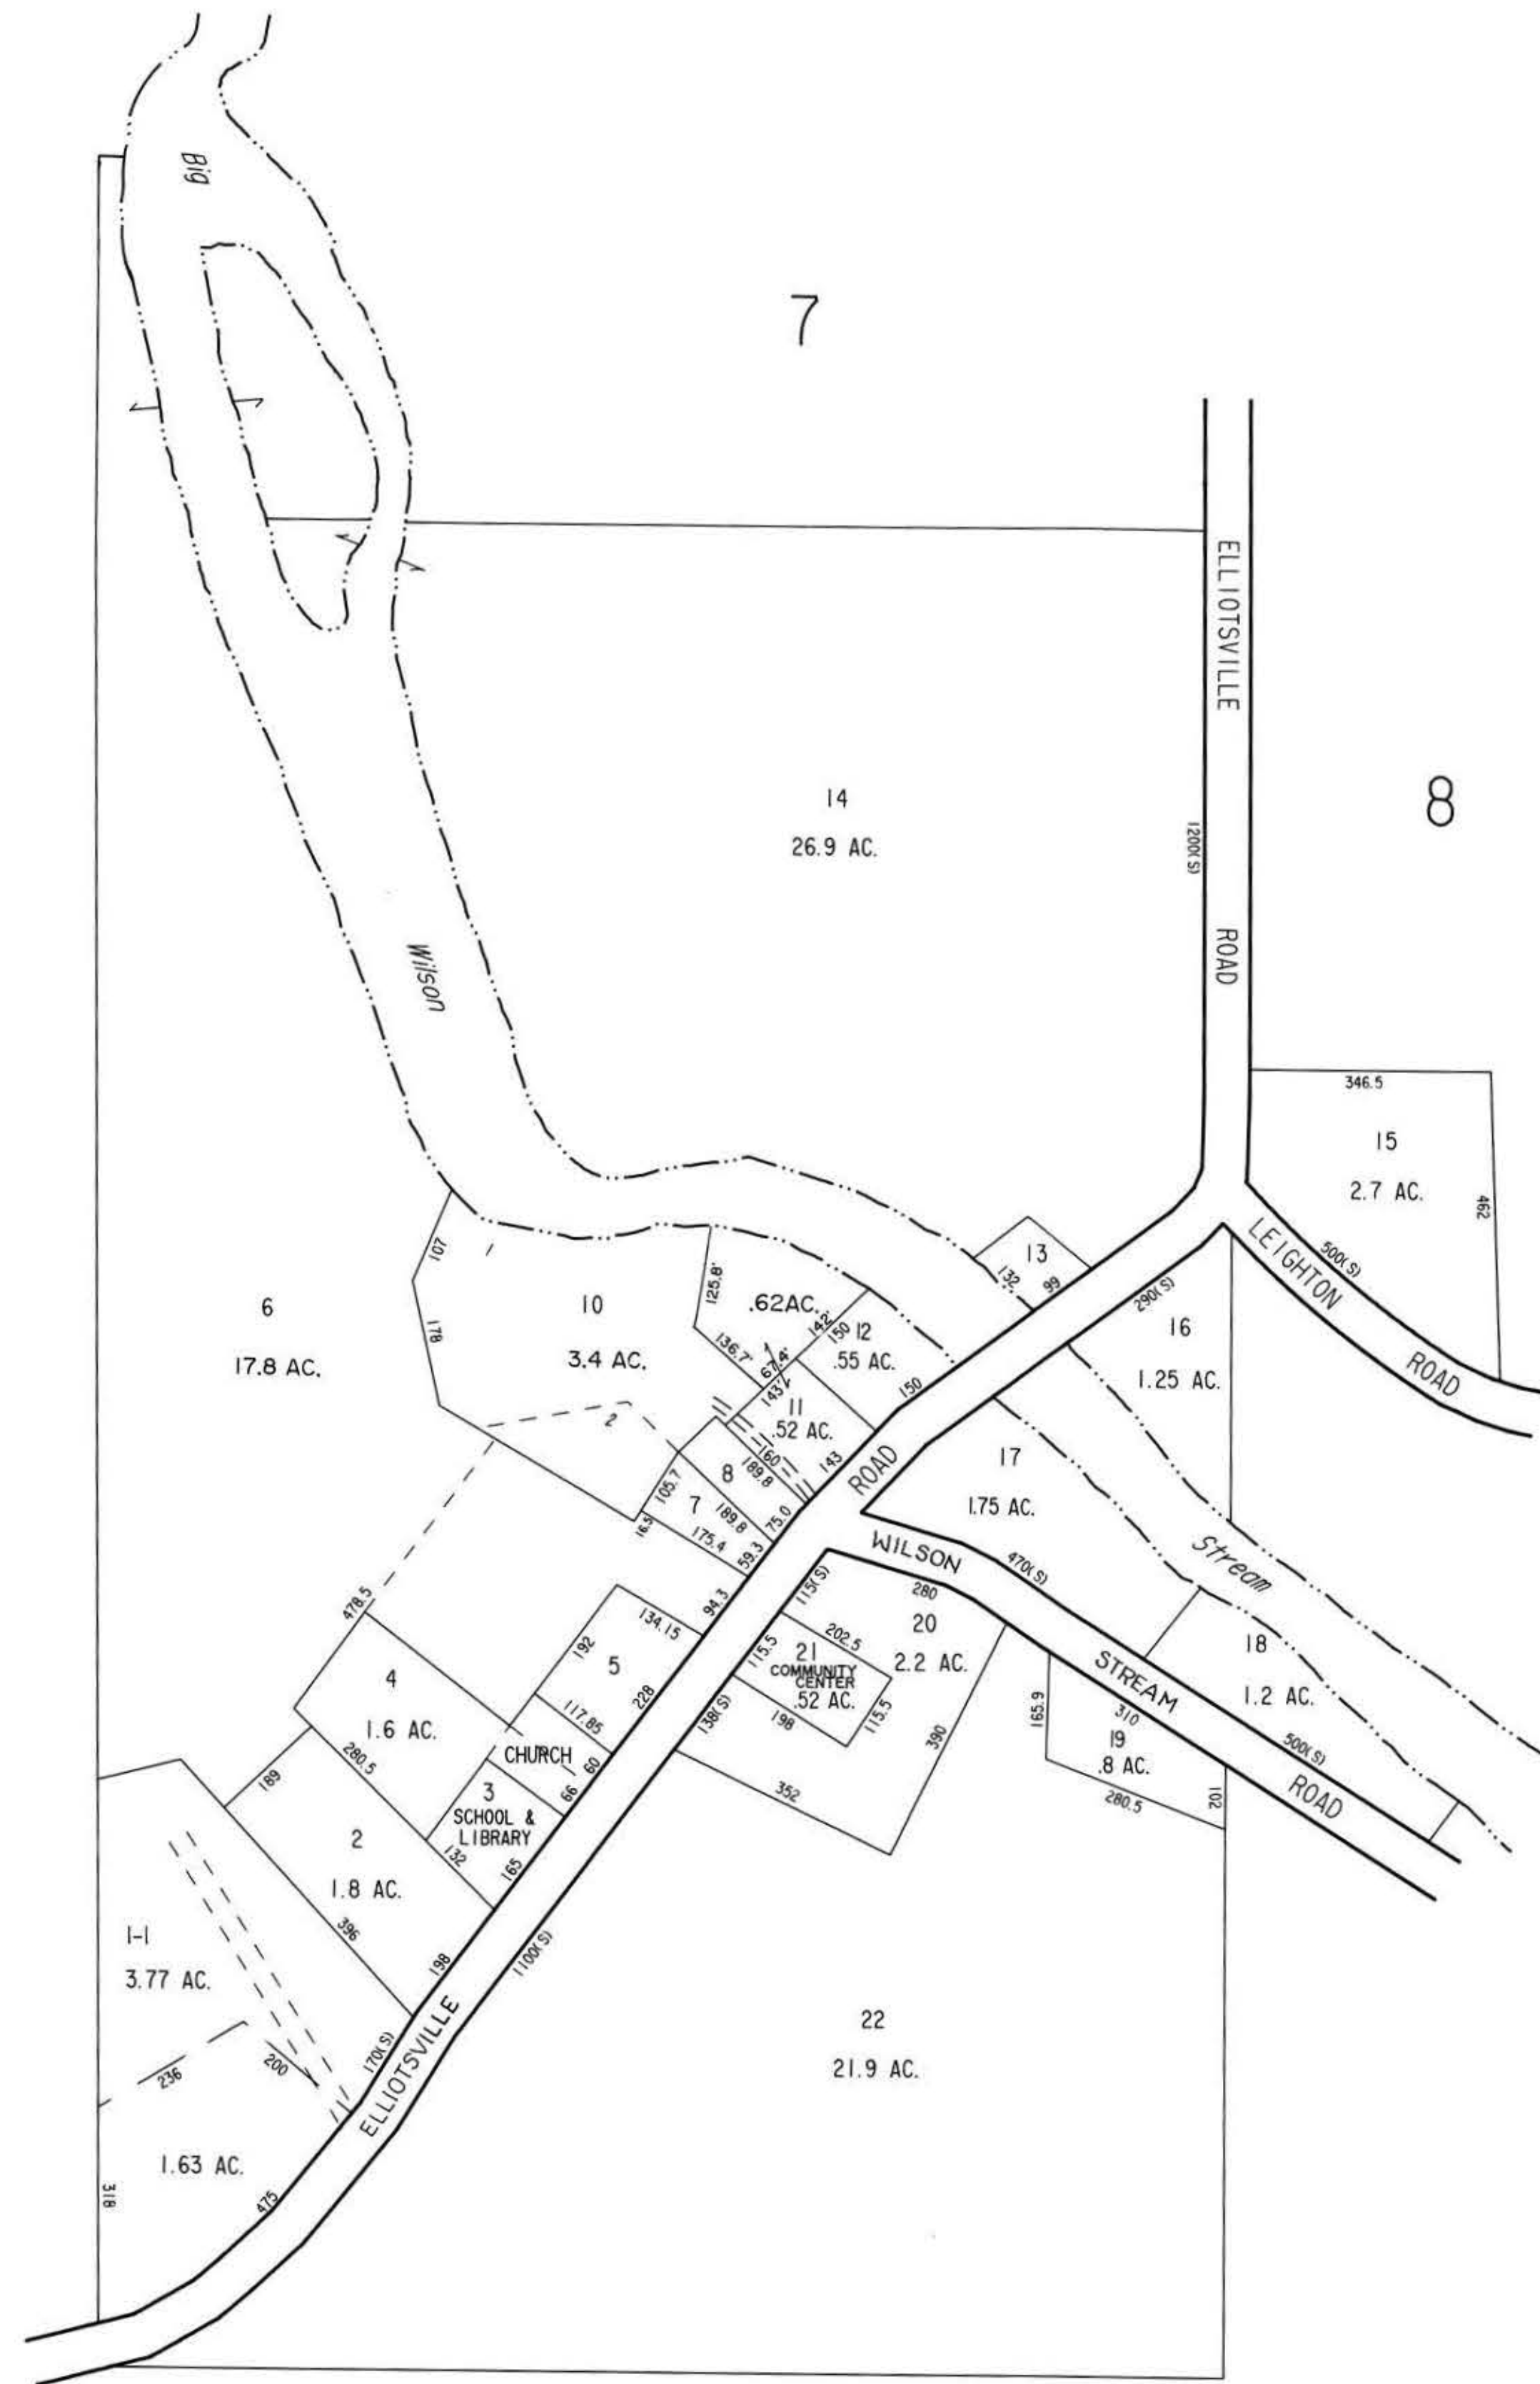 Big
7
ELLIOTSVILLE
14
26.9 AC.
1200(S)
8
ROAD
Wilson
346.5
15
2.7 AC.
462
LEIGHTON
500(S)
ROAD
13
132
99
290(S)
16
1.25 AC.
107
178
6
17.8 AC.
10
3.4 AC.
125.8'
.62AC.
136.7'
67.4'
142'
150
12
.55 AC.
143'
11
.52 AC.
150
143
ROAD
2
160
189.8
8
105.7
7
189.8
75.0
16.5
175.4
59.3
17
1.75 AC.
WILSON
470(S)
Stream
94.3
115(S)
280
20
2.2 AC.
478.5
134.15
192
5
202.5
115.5
21
COMMUNITY
CENTER
.52 AC.
18
1.2 AC.
STREAM
4
1.6 AC.
228
117.85
138(S)
198
115.5
390
165.9
310
19
.8 AC.
500(S)
280.5
CHURCH
60
66
352
280.5
102
ROAD
189
3
SCHOOL &
LIBRARY
132
165
2
1.8 AC.
396
198
1100(S)
1-1
3.77 AC.
170(S)
ELLIOTSVILLE
22
21.9 AC.
236
200
1.63 AC.
318
475